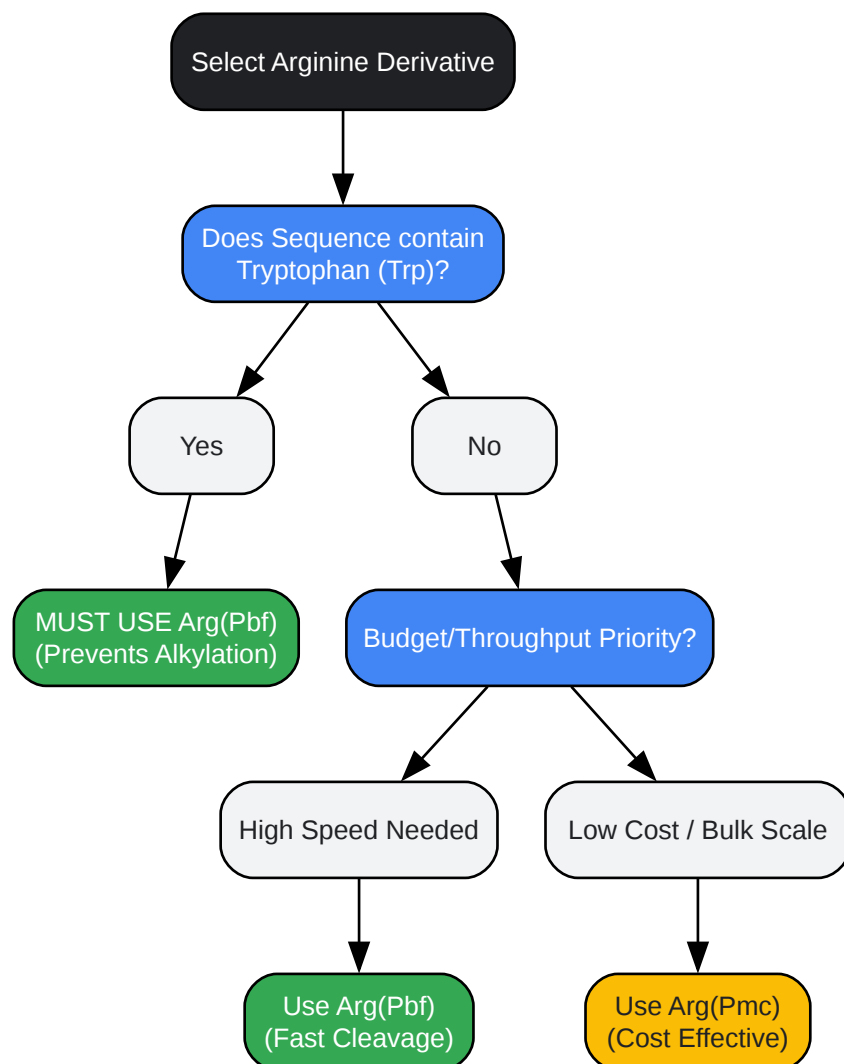 Select Arginine Derivative
Does Sequence contain
Tryptophan (Trp)?
Yes
No
MUST USE Arg(Pbf)
(Prevents Alkylation)
Budget/Throughput Priority?
High Speed Needed
Low Cost / Bulk Scale
Use Arg(Pbf)
(Fast Cleavage)
Use Arg(Pmc)
(Cost Effective)